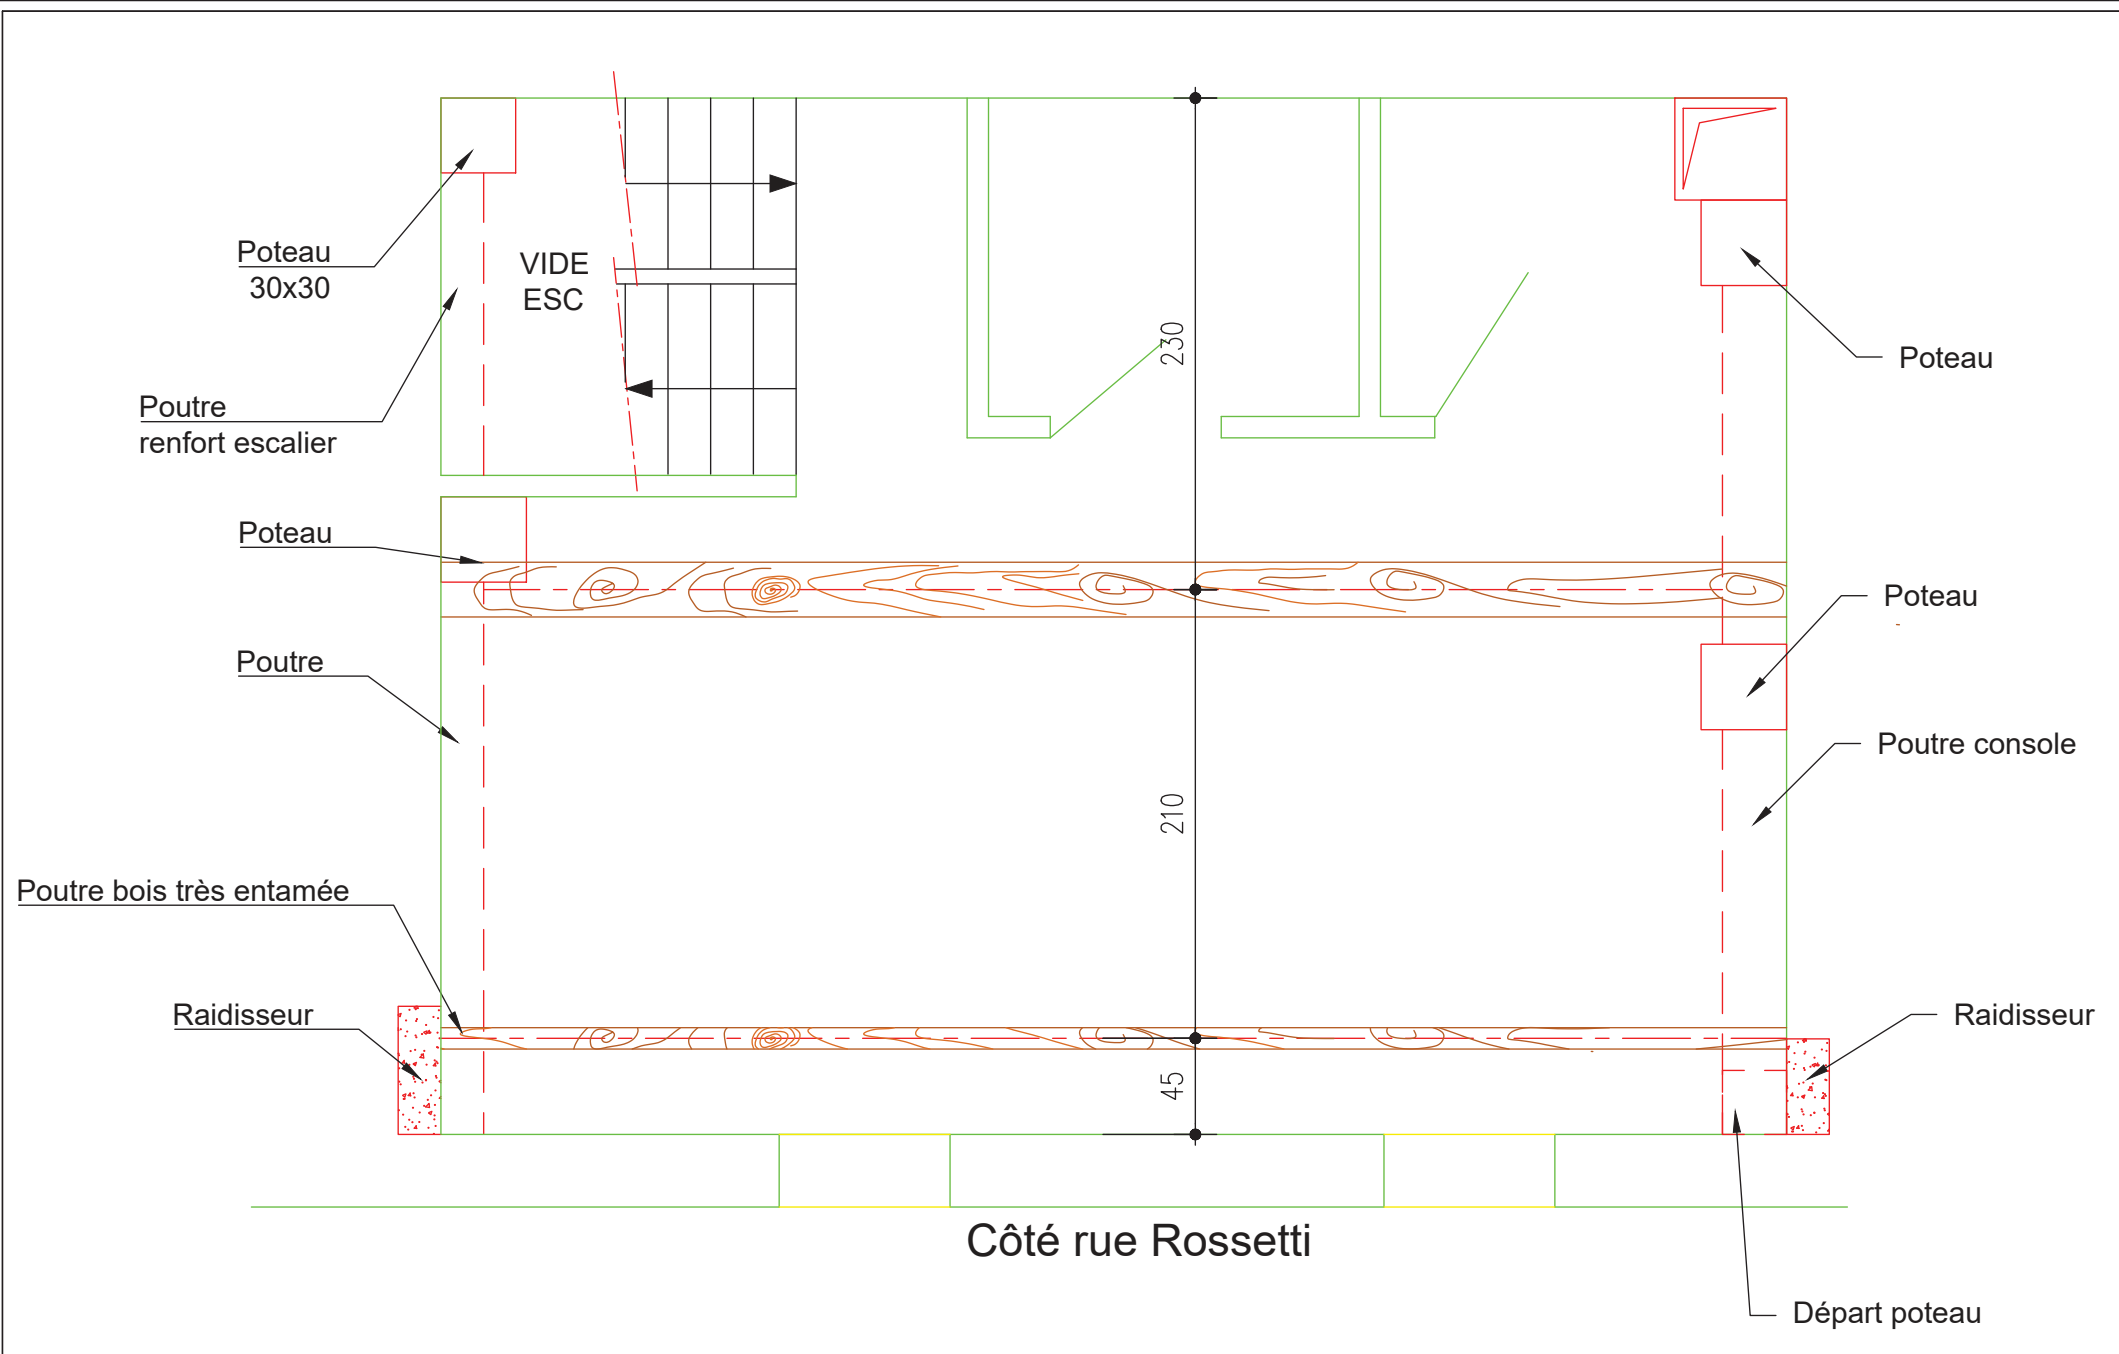 Poteau
30x30
VIDE
ESC
230
Poteau
Poutre
renfort escalier
Poteau
Poteau
Poutre
Poutre console
210
Poutre bois très entamée
Raidisseur
Raidisseur
45
Côté rue Rossetti
Départ poteau